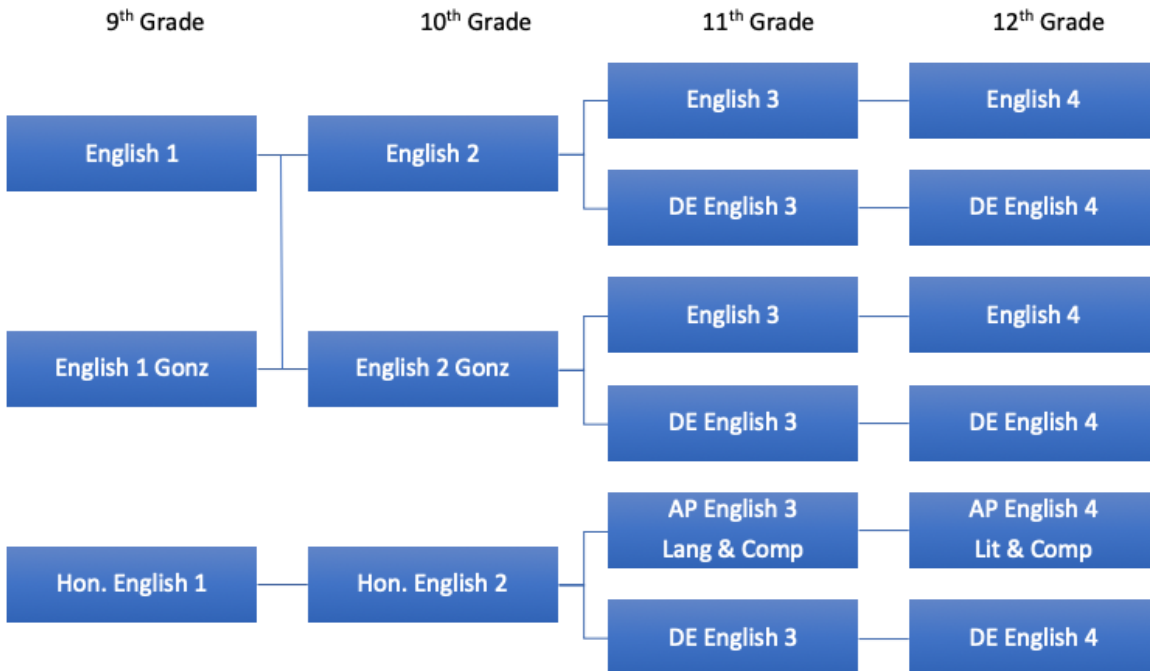 9th Grade
10th Grade
11th Grade
12th Grade
English 1
English 2
English 3
English 4
DE English 3
DE English 4
English 1 Gonz
English 2 Gonz
English 3
English 4
DE English 3
DE English 4
Hon. English 1
Hon. English 2
AP English 3
Lang & Comp
AP English 4
Lit & Comp
DE English 3
DE English 4